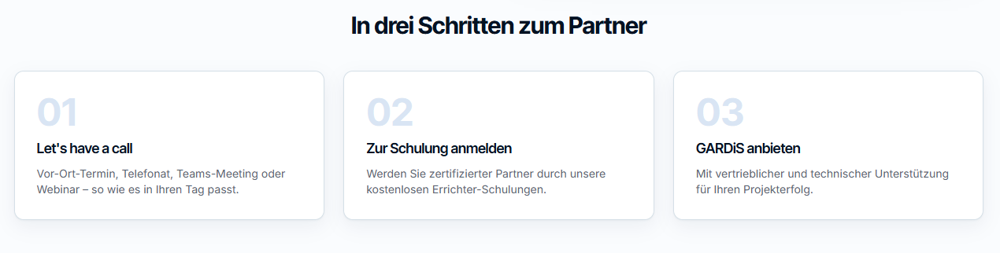 In drei Schritten zum Partner
01
Let's have a call
Vor-Ort-Termin, Telefonat, Teams-Meeting oder
Webinar – so wie es in Ihren Tag passt.
02
Zur Schulung anmelden
Werden Sie zertifizierter Partner durch unsere
kostenlosen Errichter-Schulungen.
03
GARDiS anbieten
Mit vertrieblicher und technischer Unterstützung
für Ihren Projekterfolg.